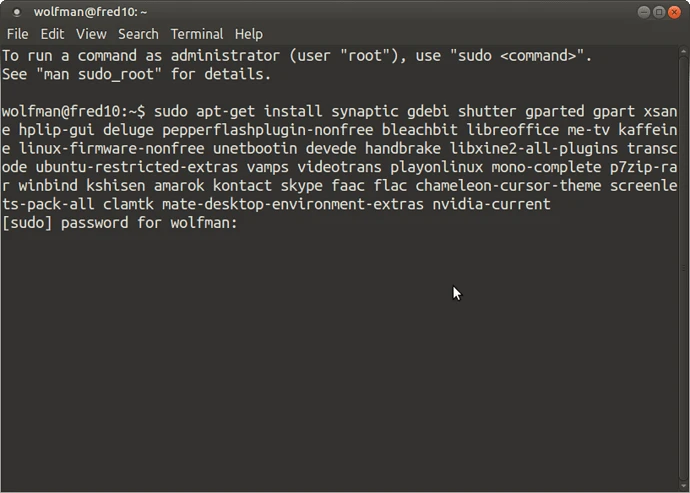 wolfman@fred10: ~
File Edit View Search Terminal Help
To run a command as administrator (user "root"), use "sudo <command>".
See "man sudo_root" for details.
wolfman@fred10:~$ sudo apt-get install synaptic gdebi shutter gparted gpart xsan
e hplip-gui deluge pepperflashplugin-nonfree bleachbit libreoffice me-tv kaffein
e linux-firmware-nonfree unetbootin devede handbrake libxine2-all-plugins transc
ode ubuntu-restricted-extras vamps videotrans playonlinux mono-complete p7zip-ra
r winbind kshisen amarok kontact skype faac flac chameleon-cursor-theme screenle
ts-pack-all clamtk mate-desktop-environment-extras nvidia-current
[sudo] password for wolfman: